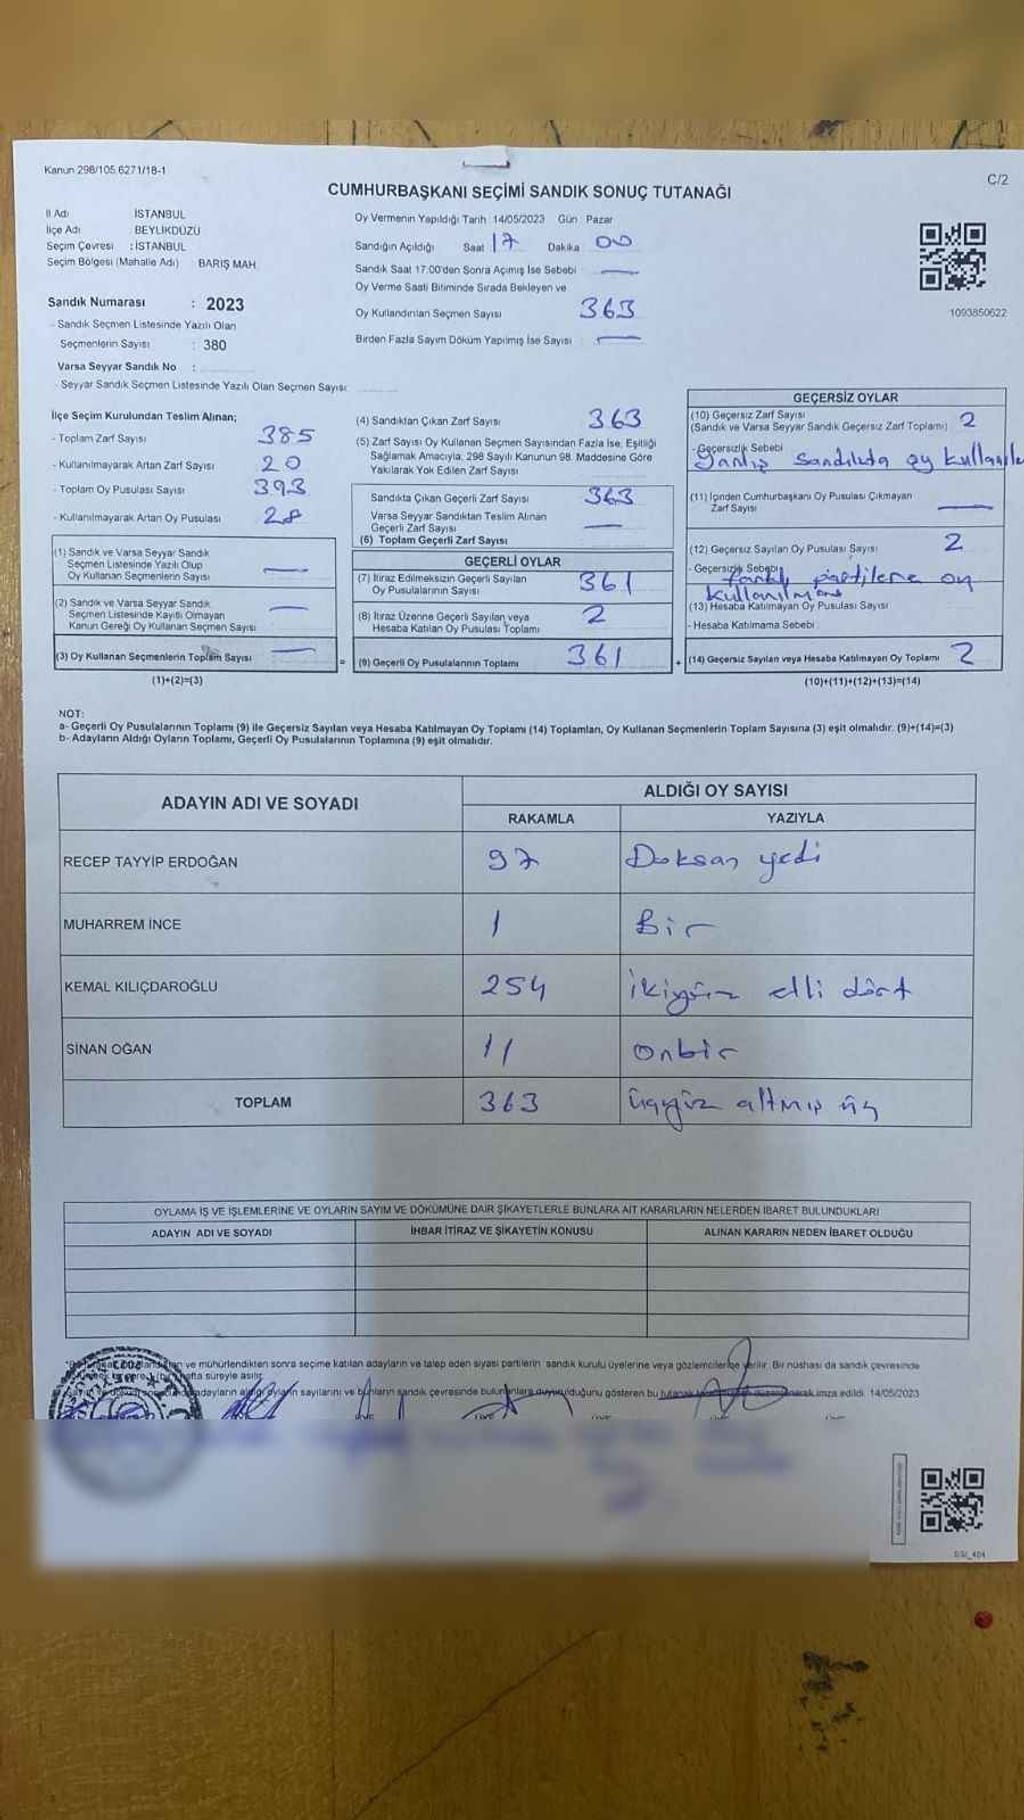 Kanun 298/105.6271/18-1
C/2
CUMHURBAŞKANI SEÇİMİ SANDIK SONUÇ TUTANAĞI
İl Adı İSTANBUL
İlçe Adı BEYLİKDÜZÜ
Seçim Çevresi : İSTANBUL
Seçim Bölgesi (Mahalle Adı) BARIŞ MAH.
Sandık Numarası : 2023
- Sandık Seçmen Listesinde Yazılı Olan
Seçmenlerin Sayısı : 380
Varsa Seyyar Sandık No :
- Seyyar Sandık Seçmen Listesinde Yazılı Olan Seçmen Sayısı:
Oy Vermenin Yapıldığı Tarih :14/05/2023 Gün : Pazar
Sandığın Açıldığı Saat 17 Dakika 00
Sandık Saat 17.00'den Sonra Açımış İse Sebebi —
Oy Verme Saati Bitiminde Sırada Bekleyen ve
Oy Kullandırılan Seçmen Sayısı 363
Birden Fazla Sayım Döküm Yapılmış İse Sayısı —
1093850622
İlçe Seçim Kurulundan Teslim Alınan;
- Toplam Zarf Sayısı 385
- Kullanılmayarak Artan Zarf Sayısı 20
- Toplam Oy Pusulası Sayısı 393
- Kullanılmayarak Artan Oy Pusulası 28
(1) Sandık ve Varsa Seyyar Sandık
Seçmen Listesinde Yazılı Olup
Oy Kullanan Seçmenlerin Sayısı —
(2) Sandık ve Varsa Seyyar Sandık
Seçmen Listesinde Kayıtlı Olmayan
Kanun Gereği Oy Kullanan Seçmen Sayısı —
(3) Oy Kullanan Seçmenlerin Toplam Sayısı —
(1)+(2)=(3)
(4) Sandıktan Çıkan Zarf Sayısı 363
(5) Zarf Sayısı Oy Kullanan Seçmen Sayısından Fazla İse, Eşitliği
Sağlamak Amacıyla, 298 Sayılı Kanunun 98. Maddesine Göre
Yakılarak Yok Edilen Zarf Sayısı
Sandıkta Çıkan Geçerli Zarf Sayısı 363
Varsa Seyyar Sandıktan Teslim Alınan
Geçerli Zarf Sayısı —
(6) Toplam Geçerli Zarf Sayısı
GEÇERLİ OYLAR
(7) İtiraz Edilmeksizin Geçerli Sayılan
Oy Pusulalarının Sayısı 361
(8) İtiraz Üzerine Geçerli Sayılan veya
Hesaba Katılan Oy Pusulası Toplamı 2
= (9) Geçerli Oy Pusulalarının Toplamı 361
GEÇERSİZ OYLAR
(10) Geçersiz Zarf Sayısı
(Sandık ve Varsa Seyyar Sandık Geçersiz Zarf Toplamı) 2
- Geçersizlik Sebebi
Yanlış sandıkta oy
(11) İçinden Cumhurbaşkanı Oy Pusulası Çıkmayan
Zarf Sayısı —
(12) Geçersiz Sayılan Oy Pusulası Sayısı 2
- Geçersizlik Sebebi
farklı partilere oy
(13) Hesaba Katılmayan Oy Pusulası Sayısı
- Hesaba Katılmama Sebebi
+ (14) Geçersiz Sayılan veya Hesaba Katılmayan Oy Toplamı 2
(10)+(11)+(12)+(13)=(14)
NOT:
a- Geçerli Oy Pusulalarının Toplamı (9) ile Geçersiz Sayılan veya Hesaba Katılmayan Oy Toplamı (14) Toplamları, Oy Kullanan Seçmenlerin Toplam Sayısına (3) eşit olmalıdır. (9)+(14)=(3)
b- Adayların Aldığı Oyların Toplamı, Geçerli Oy Pusulalarının Toplamına (9) eşit olmalıdır.
ADAYIN ADI VE SOYADI
ALDIĞI OY SAYISI
RAKAMLA YAZIYLA
RECEP TAYYİP ERDOĞAN 97 Doksan yedi
MUHARREM İNCE 1 Bir
KEMAL KILIÇDAROĞLU 254 ikiyüz elli dört
SİNAN OĞAN 11 onbir
TOPLAM 363 üçyüz altmış üç
OYLAMA İŞ VE İŞLEMLERİNE VE OYLARIN SAYIM VE DÖKÜMÜNE DAİR ŞİKAYETLERLE BUNLARA AİT KARARLARIN NELERDEN İBARET BULUNDUKLARI
ADAYIN ADI VE SOYADI İHBAR İTİRAZ VE ŞİKAYETİN KONUSU ALINAN KARARIN NEDEN İBARET OLDUĞU
ve mühürlendikten sonra seçime katılan adayların ve talep eden siyasi partilerin sandık kurulu üyelerine veya gözlemcilerine verilir. Bir nüshası da sandık çevresinde
süreyle asılır.
adayların aldığı oyların sayılarını ve bunların sandık çevresinde bulunanlara duyurulduğunu gösteren bu tutanak imza edildi. 14/05/2023